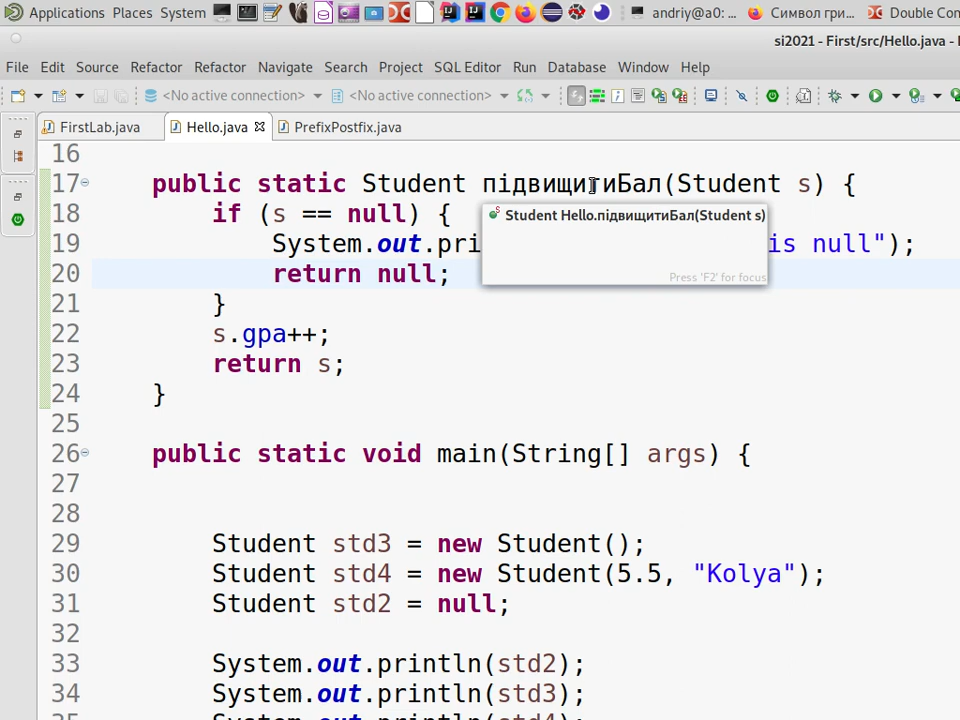 Applications Places System andriy@a0: ... Символ гри... Double Con
si2021 - First/src/Hello.java -
File Edit Source Refactor Refactor Navigate Search Project SQL Editor Run Database Window Help
<No active connection> <No active connection>
FirstLab.java Hello.java PrefixPostfix.java
16
17 public static Student підвищитиБал(Student s) {
18 if (s == null) {
Student Hello.підвищитиБал(Student s)
19 System.out.pri is null");
20 return null;
Press 'F2' for focus
21 }
22 s.gpa++;
23 return s;
24 }
25
26 public static void main(String[] args) {
27
28
29 Student std3 = new Student();
30 Student std4 = new Student(5.5, "Kolya");
31 Student std2 = null;
32
33 System.out.println(std2);
34 System.out.println(std3);
System.out.println(std4);